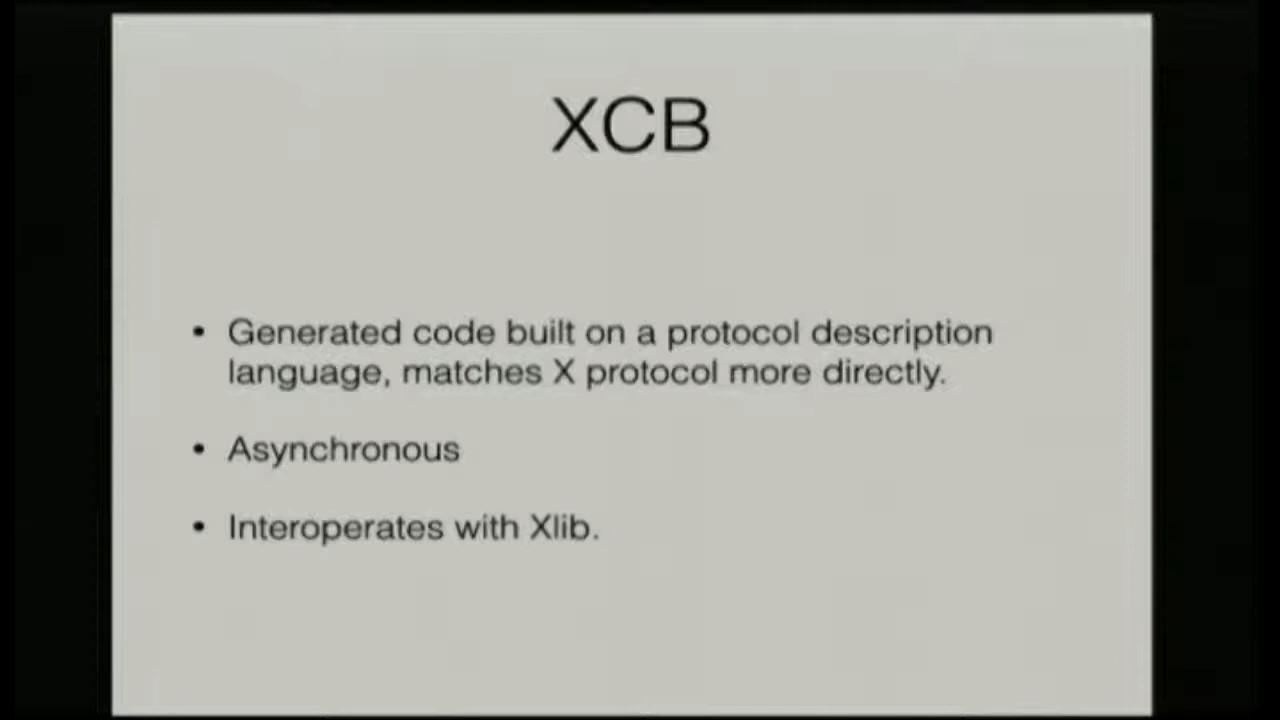 XCB
• Generated code built on a protocol description
language, matches X protocol more directly.
• Asynchronous
• Interoperates with Xlib.